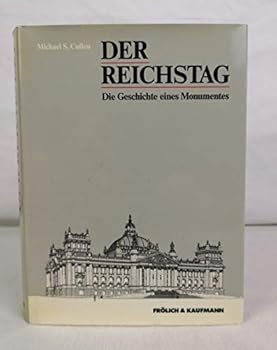 Michael S. Cullen
DER
REICHSTAG
Die Geschichte eines Monumentes
FRÖLICH & KAUFMANN